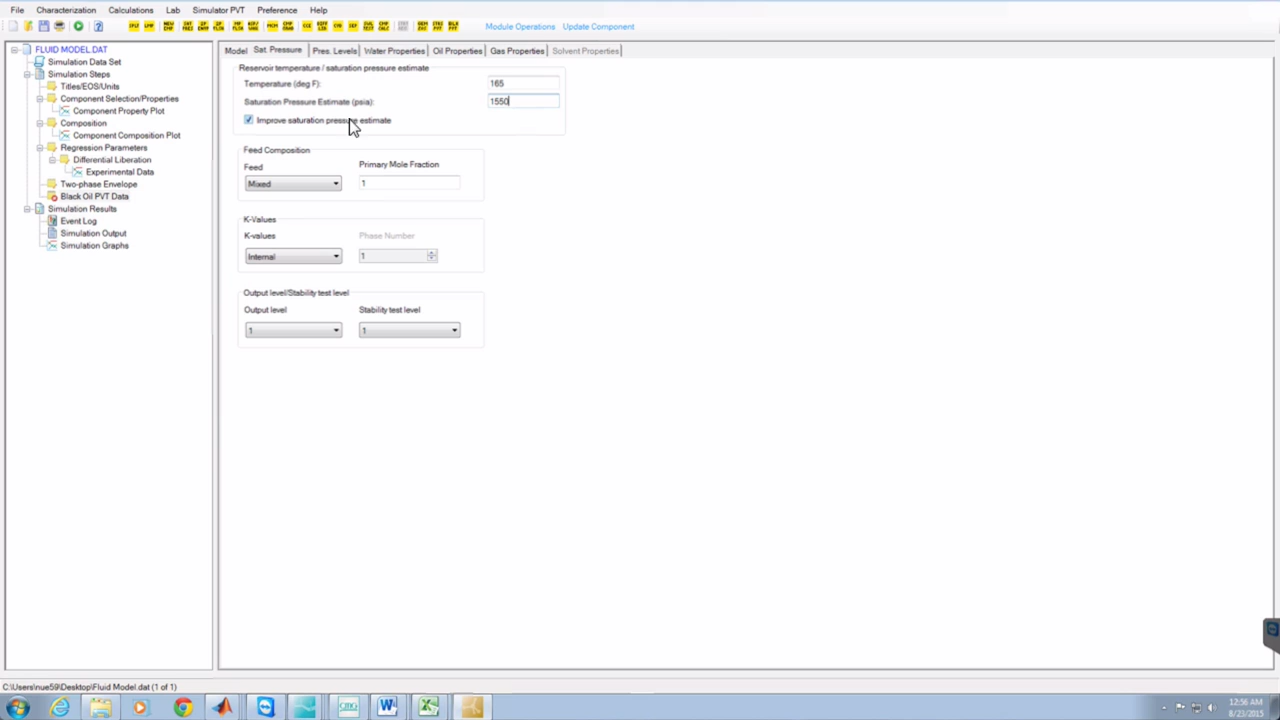 File Characterization Calculations Lab Simulator PVT Preference Help
Module Operations Update Component
FLUID MODEL.DAT
Simulation Data Set
Simulation Steps
Titles/EOS/Units
Component Selection/Properties
Component Property Plot
Composition
Component Composition Plot
Regression Parameters
Differential Liberation
Experimental Data
Two-phase Envelope
Black Oil PVT Data
Simulation Results
Event Log
Simulation Output
Simulation Graphs
Model Sat. Pressure Pres. Levels Water Properties Oil Properties Gas Properties Solvent Properties
Reservoir temperature / saturation pressure estimate
Temperature (deg F): 165
Saturation Pressure Estimate (psia): 1550
Improve saturation pressure estimate
Feed Composition
Feed Primary Mole Fraction
Mixed 1
K-Values
K-values Phase Number
Internal 1
Output level/Stability test level
Output level Stability test level
1 1
C:\Users\nue59\Desktop\Fluid Model.dat (1 of 1)
12:56 AM
8/23/2015